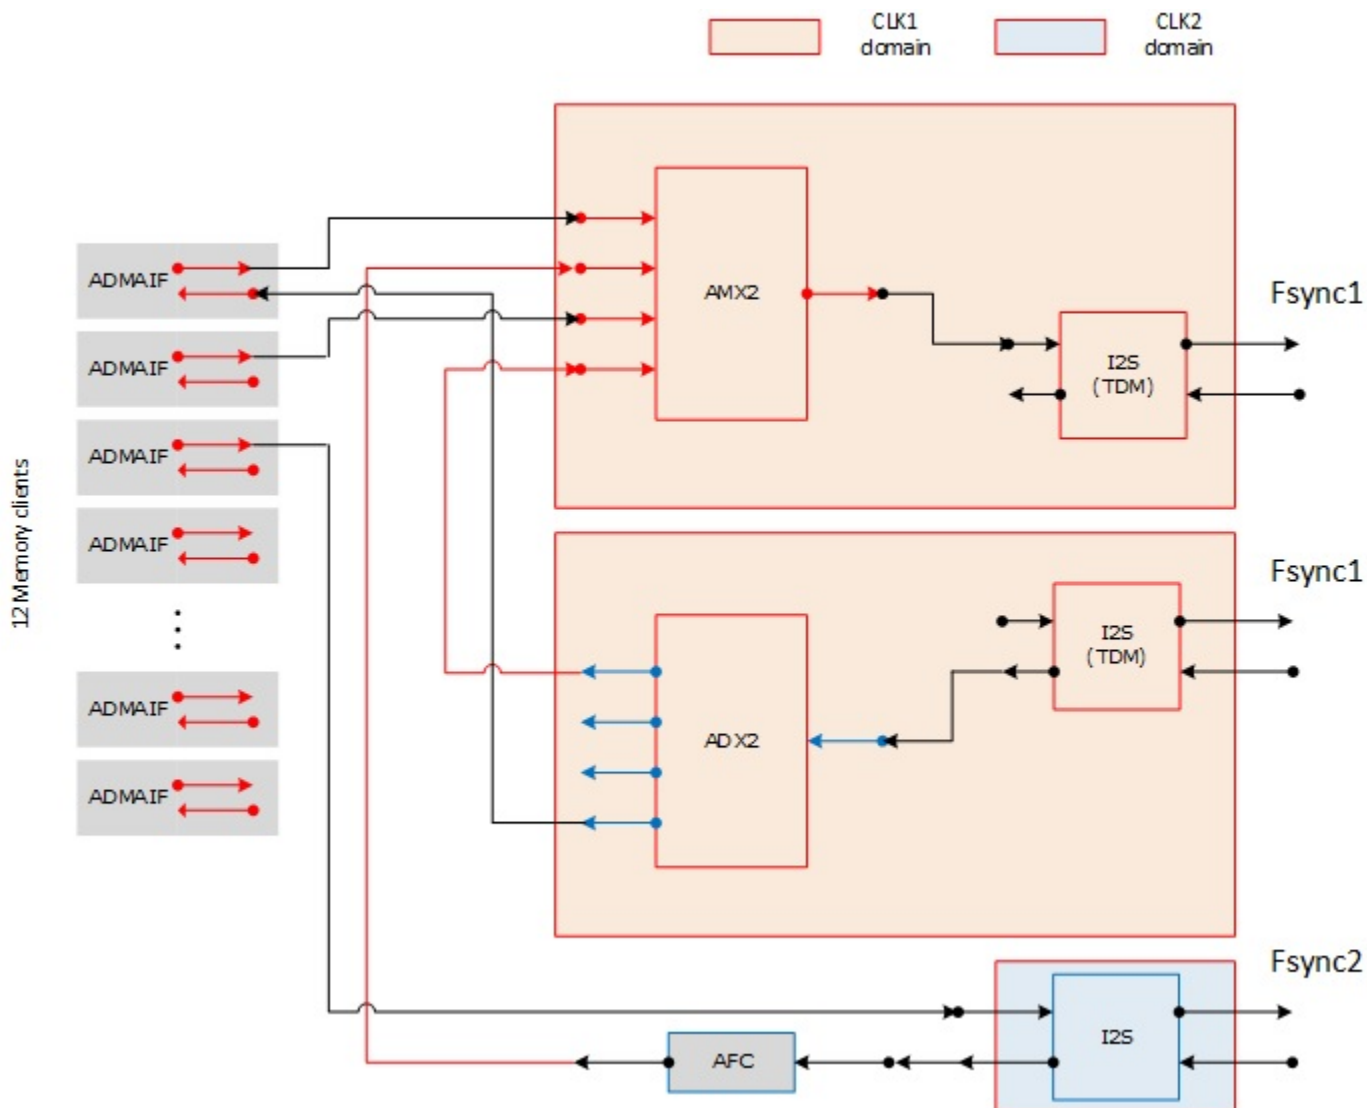 CLK1
domain
CLK2
domain
12 Memory clients
ADMAIF
ADMAIF
ADMAIF
ADMAIF
ADMAIF
ADMAIF
AMX2
I2S
(TDM)
Fsync1
ADX2
I2S
(TDM)
Fsync1
AFC
I2S
Fsync2